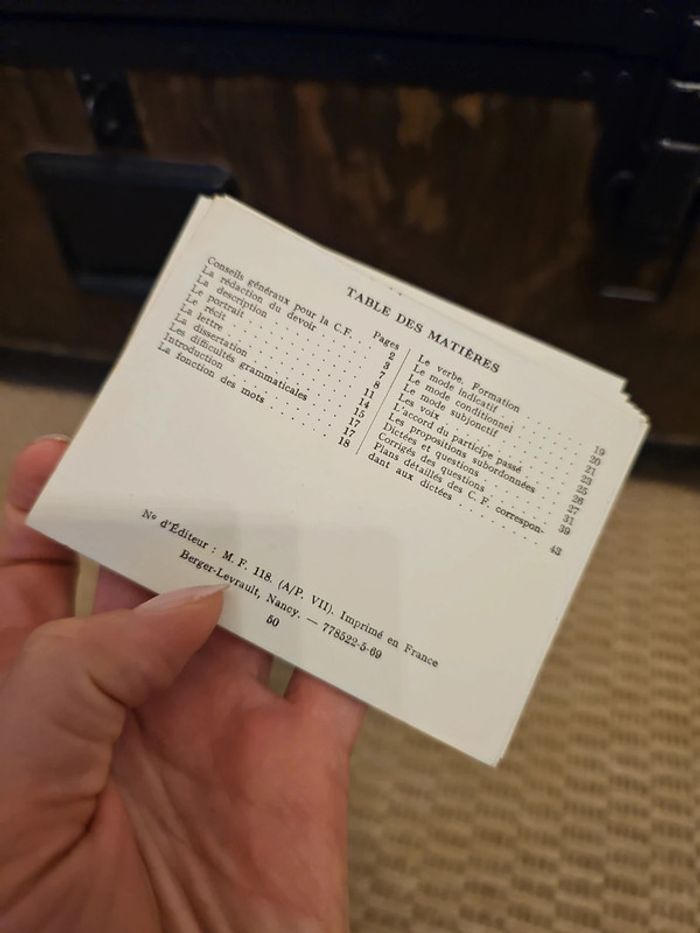 TABLE DES MATIÈRES
Pages
Conseils généraux pour la C.F. . 2
La rédaction du devoir . . . . . 3
La description . . . . . . . . 7
Le portrait . . . . . . . . . 8
Le récit . . . . . . . . . . 11
La lettre . . . . . . . . . . 14
La dissertation . . . . . . . . 15
Les difficultés grammaticales . . 17
Introduction . . . . . . . . . 17
La fonction des mots . . . . . . 18
Le verbe. Formation . . . . . . 19
Le mode indicatif . . . . . . . 20
Le mode conditionnel . . . . . . 21
Le mode subjonctif . . . . . . . 23
Les voix . . . . . . . . . . 25
L'accord du participe passé . . . 26
Les propositions subordonnées . . 27
Dictées et questions . . . . . . 31
Corrigés des questions . . . . . 39
Plans détaillés des C. F. correspon-
dant aux dictées . . . . . . . 43
N° d'Éditeur : M. F. 118. (A/P. VII). Imprimé en France
Berger-Levrault, Nancy. — 778522-5-69
50